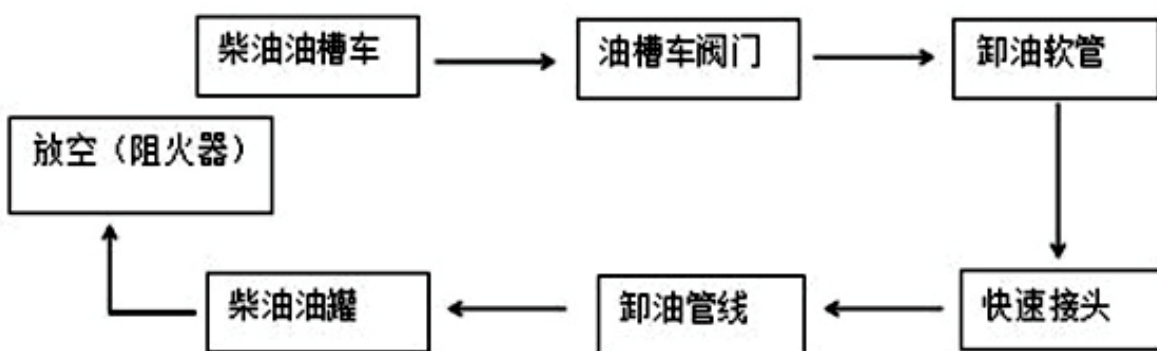 柴油油槽车
油槽车阀门
卸油软管
快速接头
卸油管线
柴油油罐
放空（阻火器）